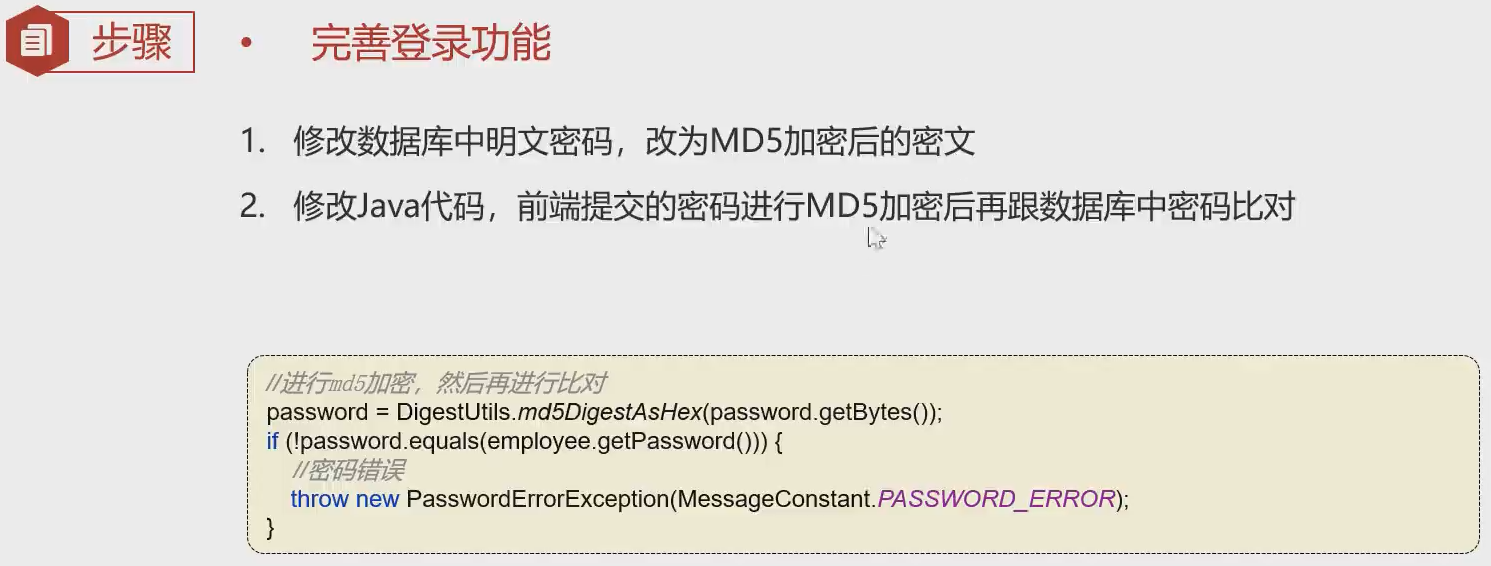 步骤 • 完善登录功能
1. 修改数据库中明文密码，改为MD5加密后的密文
2. 修改Java代码，前端提交的密码进行MD5加密后再跟数据库中密码比对
//进行md5加密，然后再进行比对
password = DigestUtils.md5DigestAsHex(password.getBytes());
if (!password.equals(employee.getPassword())) {
//密码错误
throw new PasswordErrorException(MessageConstant.PASSWORD_ERROR);
}